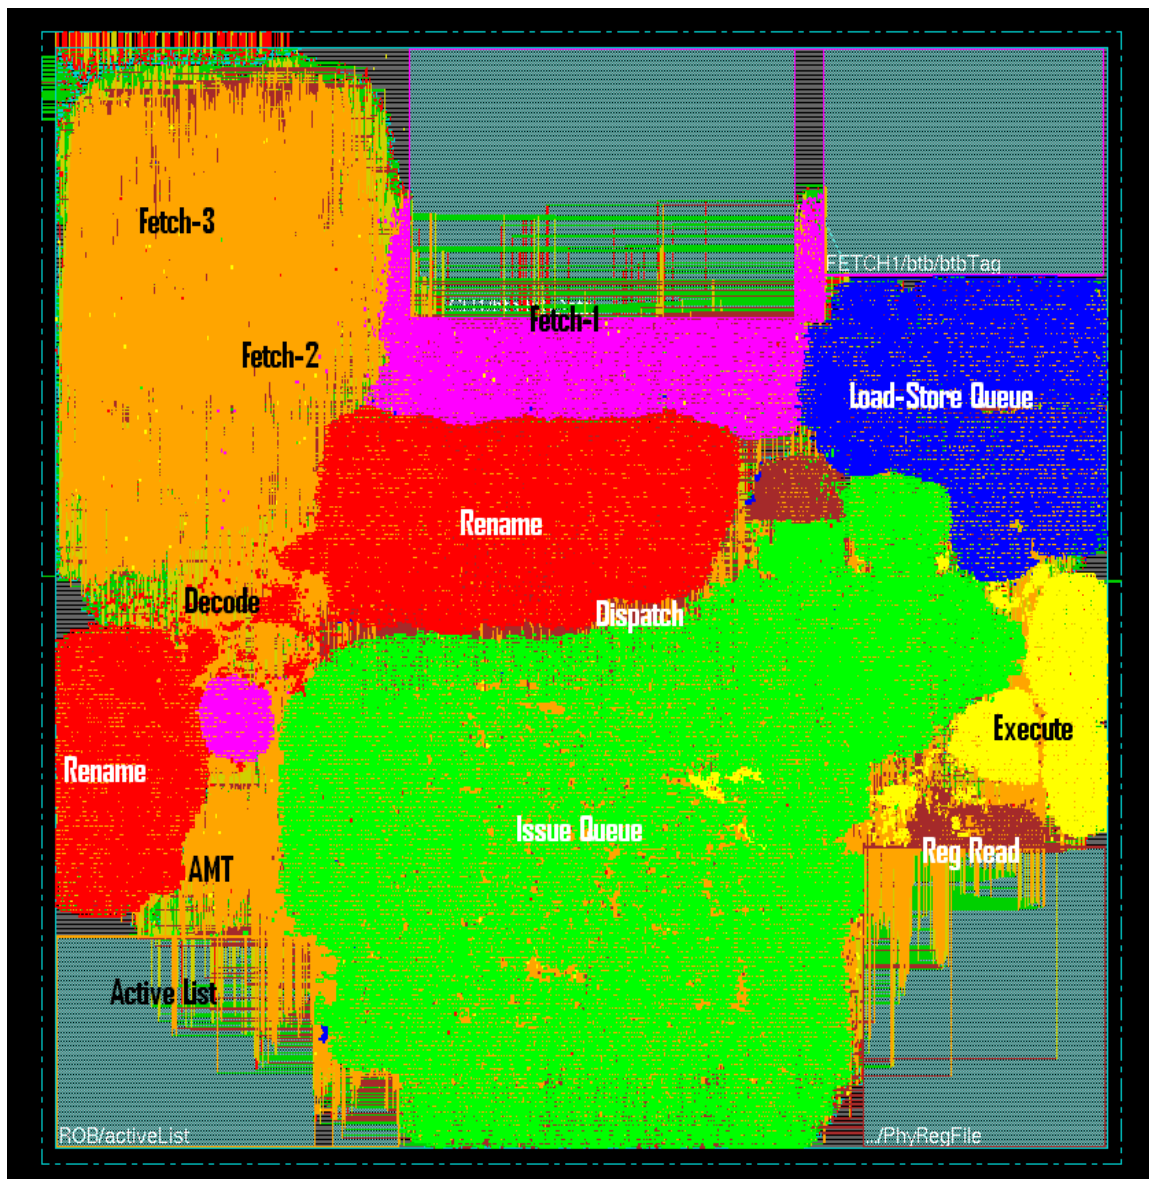 Fetch-3
FETCH1/btb/btbTag
Fetch-1
Fetch-2
Load-Store Queue
Rename
Decode
Dispatch
Execute
Rename
Issue Queue
Reg Read
AMT
Active List
ROB/activeList
.../PhyRegFile